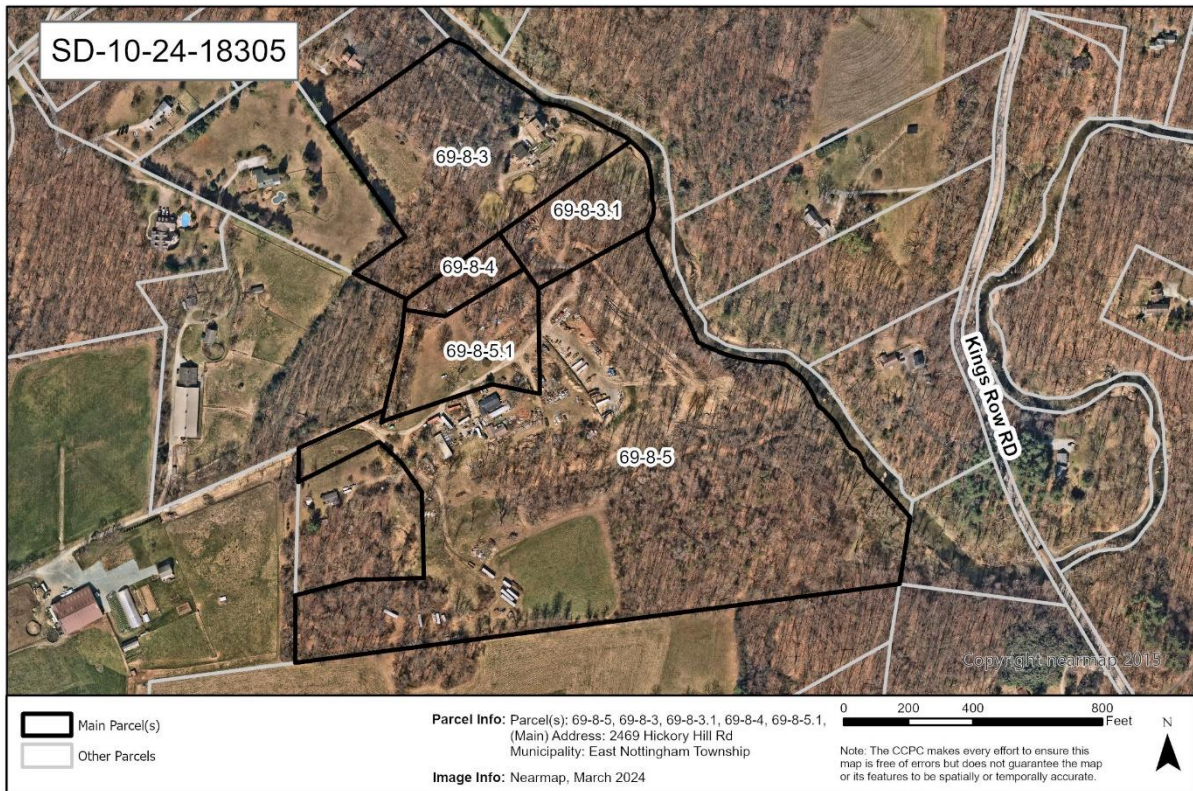 SD-10-24-18305
69-8-3
69-8-3.1
69-8-4
69-8-5.1
69-8-5
Kings Row RD
Copyright nearmap 2015
Main Parcel(s)
Other Parcels
Parcel Info: Parcel(s): 69-8-5, 69-8-3, 69-8-3.1, 69-8-4, 69-8-5.1,
(Main) Address: 2469 Hickory Hill Rd
Municipality: East Nottingham Township
Image Info: Nearmap, March 2024
0 200 400 800
Feet
Note: The CCPC makes every effort to ensure this
map is free of errors but does not guarantee the map
or its features to be spatially or temporally accurate.
N